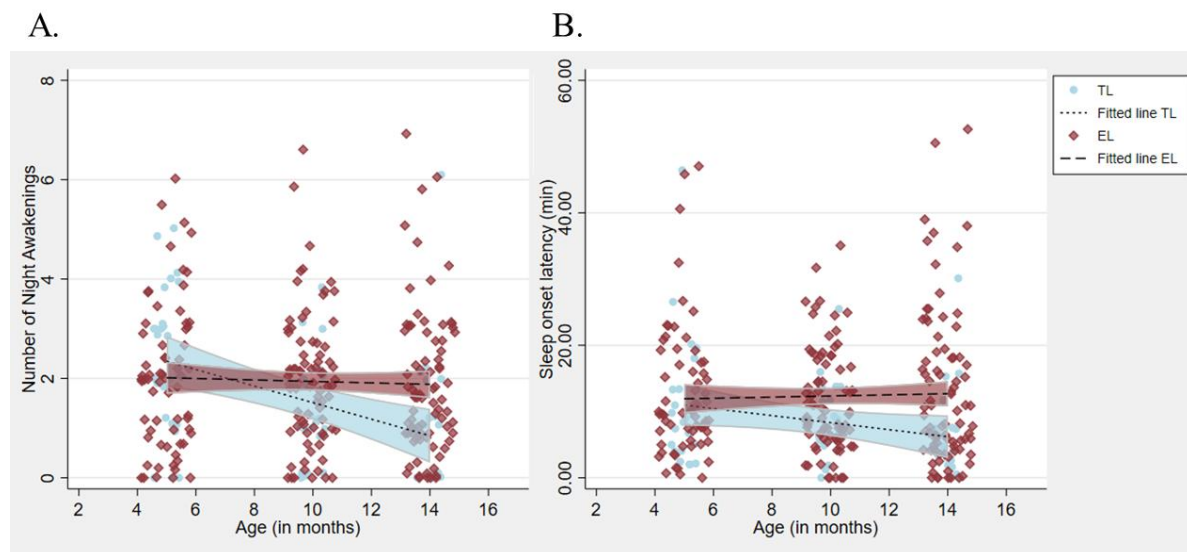 A.
B.
8
6
4
2
0
Number of Night Awakenings
2 4 6 8 10 12 14 16
Age (in months)
60.00
40.00
20.00
0.00
Sleep onset latency (min)
2 4 6 8 10 12 14 16
Age (in months)
TL
Fitted line TL
EL
Fitted line EL